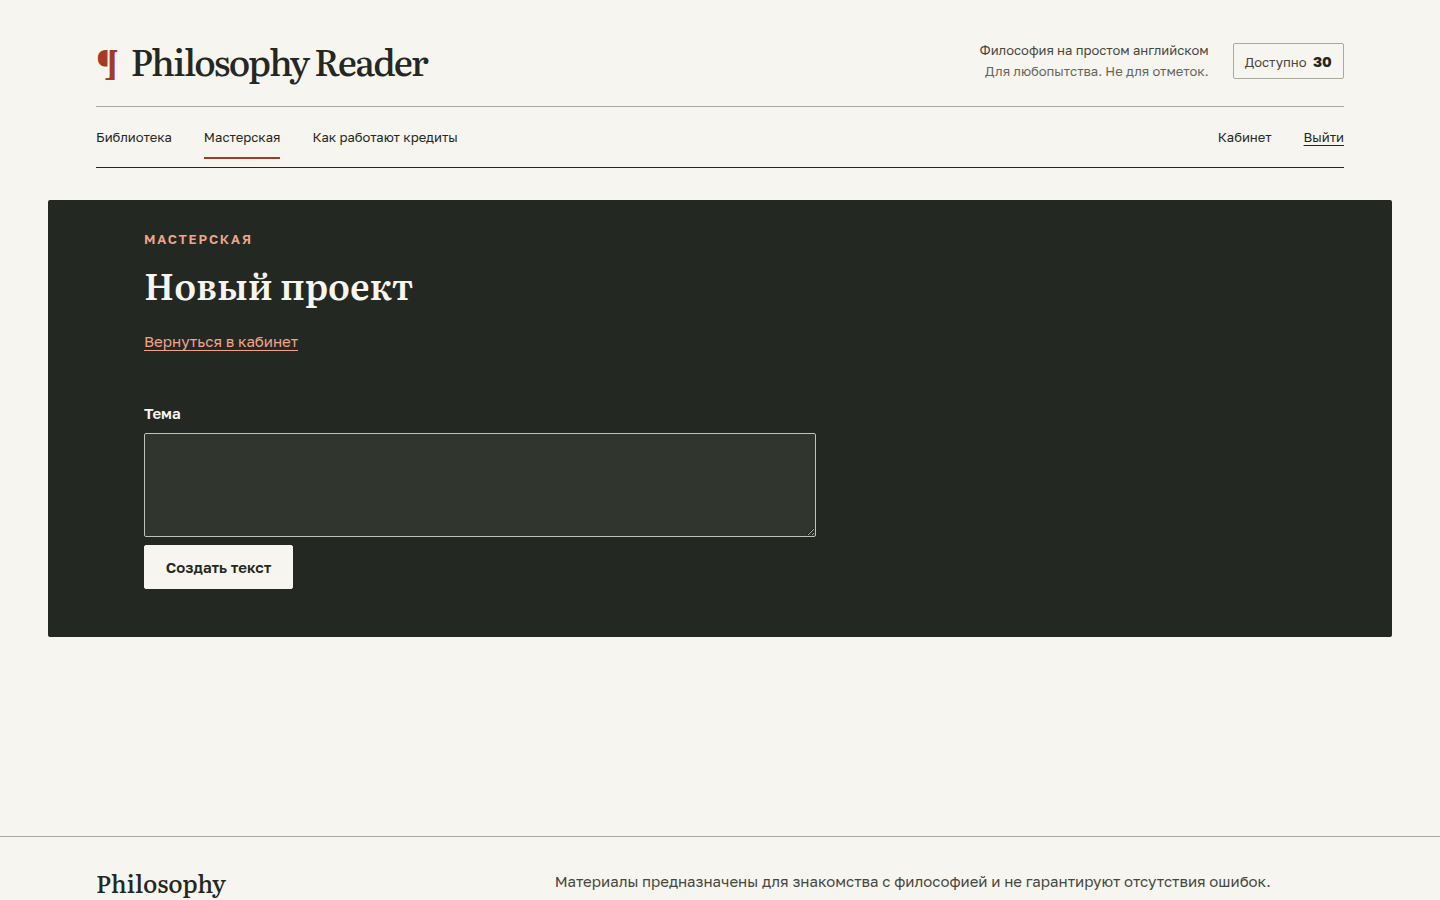 ¶ Philosophy Reader
Философия на простом английском
Для любопытства. Не для отметок.
Доступно 30
Библиотека
Мастерская
Как работают кредиты
Кабинет
Выйти
МАСТЕРСКАЯ
Новый проект
Вернуться в кабинет
Тема
Создать текст
Philosophy
Материалы предназначены для знакомства с философией и не гарантируют отсутствия ошибок.